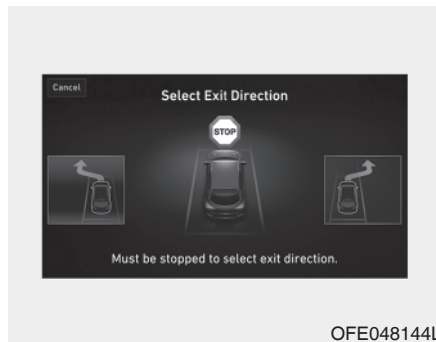 Cancel
Select Exit Direction
STOP
Must be stopped to select exit direction.
OFE048144L